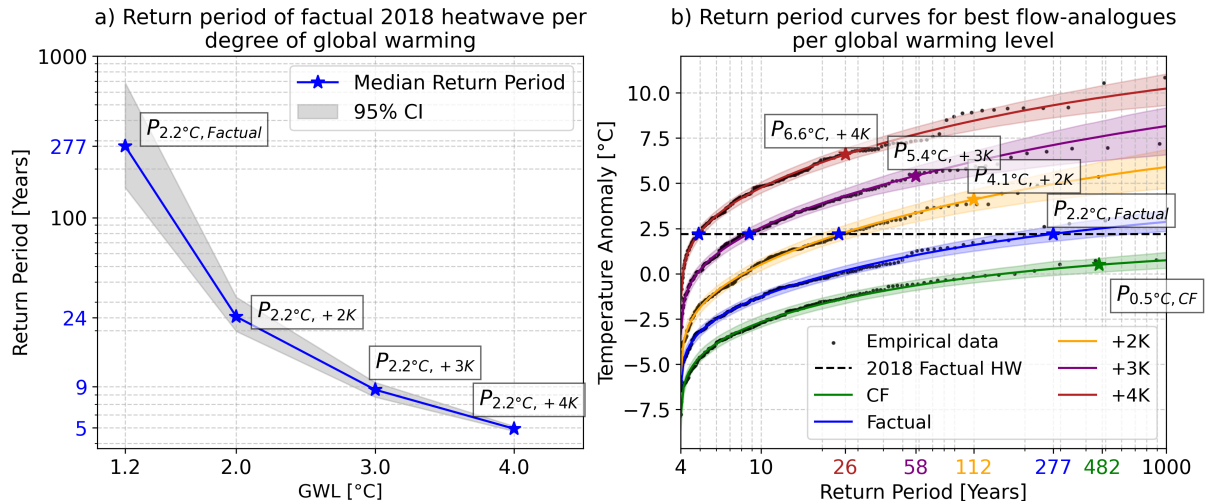 a) Return period of factual 2018 heatwave per
degree of global warming
Return Period [Years]
1000
277
100
24
9
5
Median Return Period
95% CI
P2.2°C, Factual
P2.2°C, +2K
P2.2°C, +3K
P2.2°C, +4K
1.2
2.0
3.0
4.0
GWL [°C]
b) Return period curves for best flow-analogues
per global warming level
Temperature Anomaly [°C]
10.0
7.5
5.0
2.5
0.0
−2.5
−5.0
−7.5
P6.6°C, +4K
P5.4°C, +3K
P4.1°C, +2K
P2.2°C, Factual
P0.5°C, CF
Empirical data
2018 Factual HW
CF
Factual
+2K
+3K
+4K
4
10
26
58
112
277
482
1000
Return Period [Years]